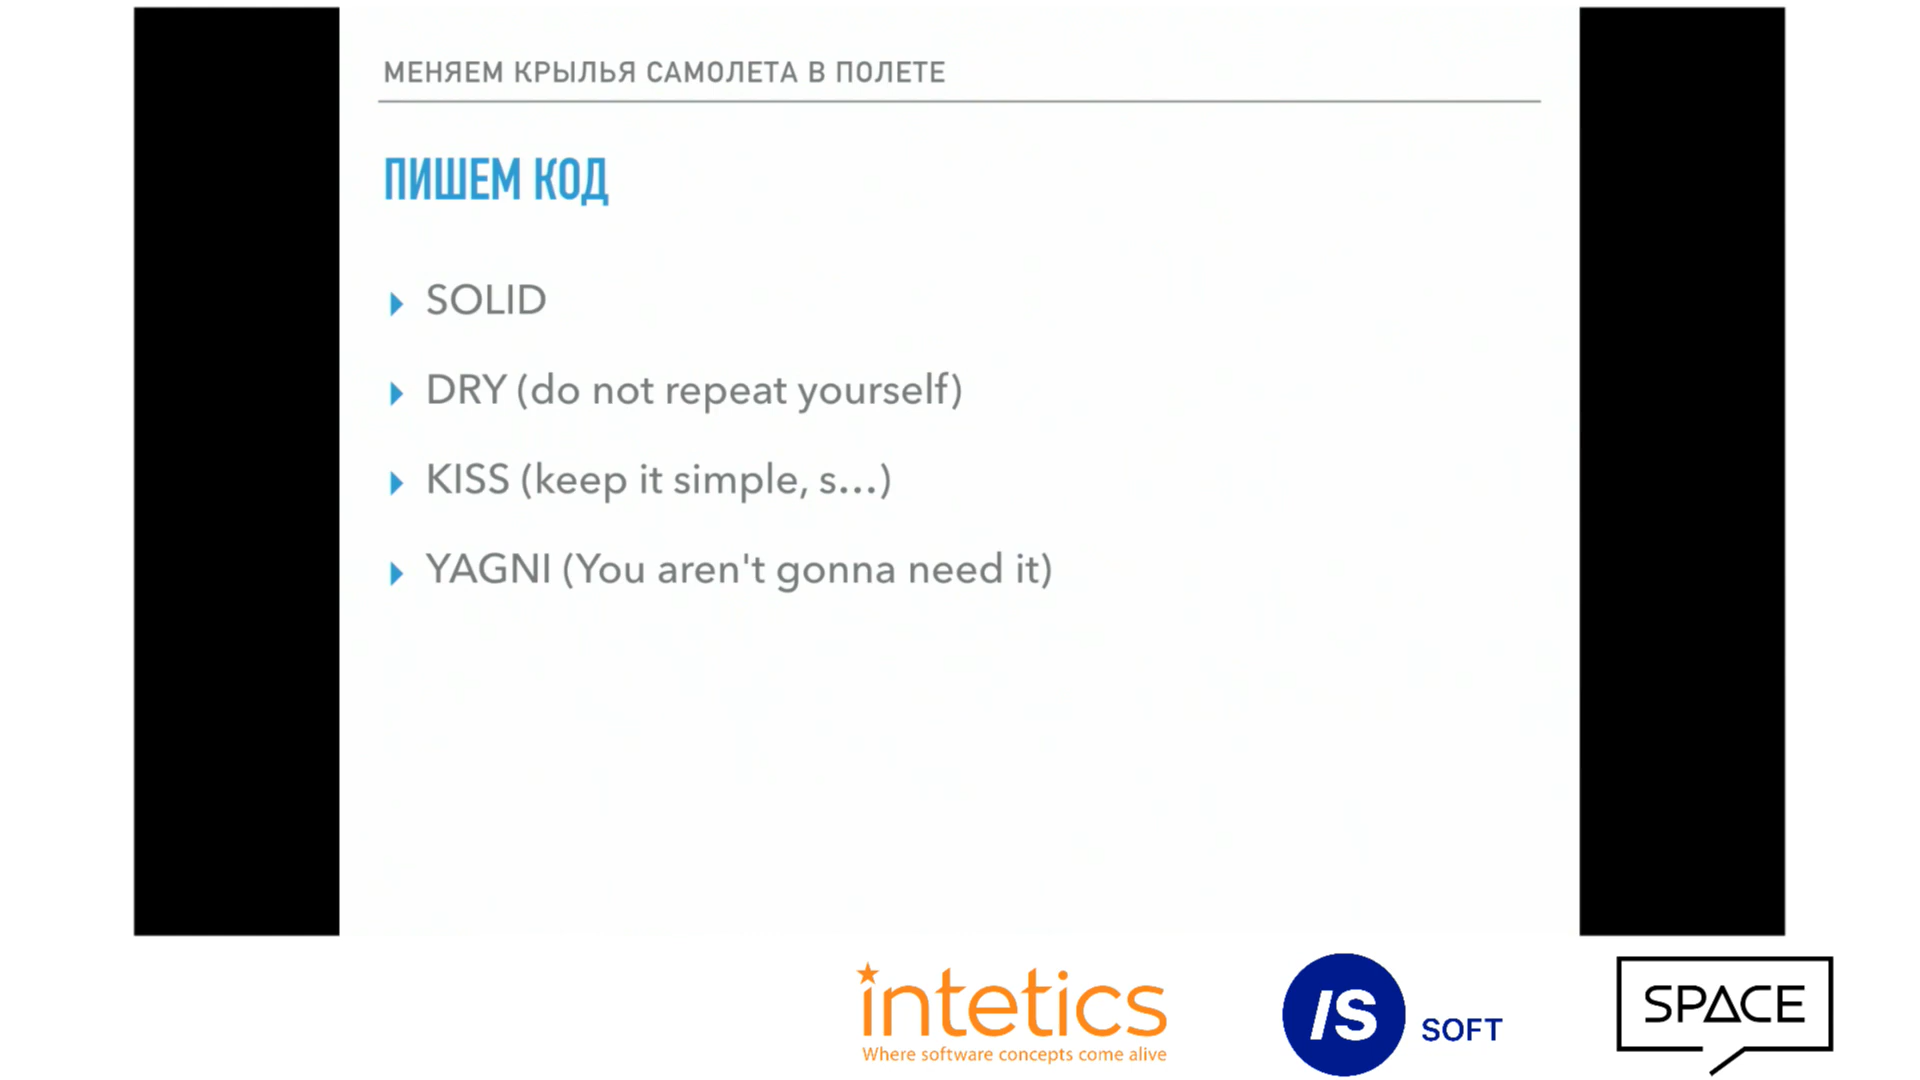 МЕНЯЕМ КРЫЛЬЯ САМОЛЕТА В ПОЛЕТЕ
ПИШЕМ КОД
SOLID
DRY (do not repeat yourself)
KISS (keep it simple, s...)
YAGNI (You aren't gonna need it)
intetics
Where software concepts come alive
/S SOFT
SPACE